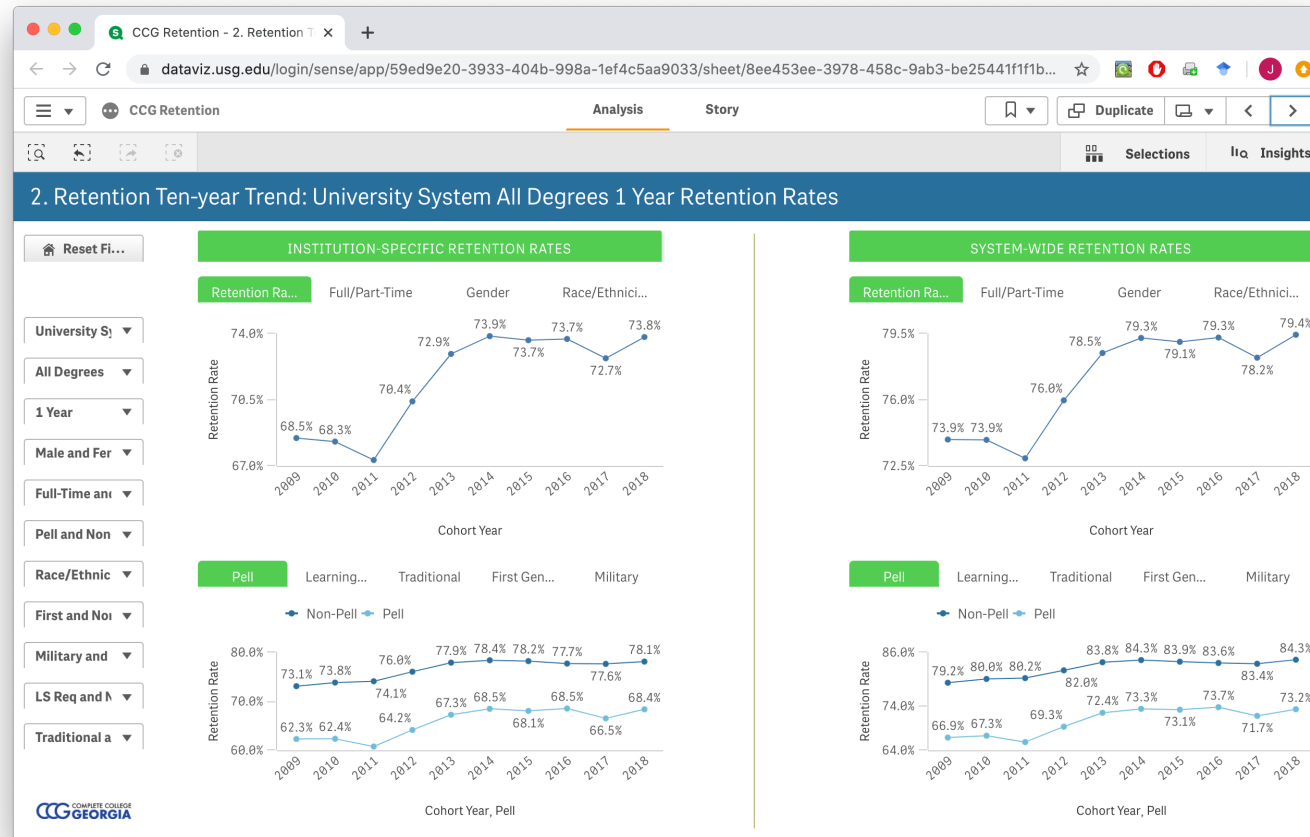 CCG Retention - 2. Retention T
dataviz.usg.edu/login/sense/app/59ed9e20-3933-404b-998a-1ef4c5aa9033/sheet/8ee453ee-3978-458c-9ab3-be25441f1f1b...
J
CCG Retention
Analysis
Story
Duplicate
Selections
Insights
2. Retention Ten-year Trend: University System All Degrees 1 Year Retention Rates
Reset Fi...
University Sy
All Degrees
1 Year
Male and Fer
Full-Time and
Pell and Non
Race/Ethnic
First and Nor
Military and
LS Req and N
Traditional a
CCG COMPLETE COLLEGE
GEORGIA
INSTITUTION-SPECIFIC RETENTION RATES
Retention Ra... Full/Part-Time Gender Race/Ethnici...
Retention Rate
74.0%
70.5%
67.0%
68.5% 68.3% 70.4% 72.9% 73.9% 73.7% 73.7% 72.7% 73.8%
2009 2010 2011 2012 2013 2014 2015 2016 2017 2018
Cohort Year
Pell Learning... Traditional First Gen... Military
Non-Pell Pell
Retention Rate
80.0%
70.0%
60.0%
73.1% 73.8% 74.1% 76.0% 77.9% 78.4% 78.2% 77.7% 77.6% 78.1%
62.3% 62.4% 64.2% 67.3% 68.5% 68.1% 68.5% 66.5% 68.4%
2009 2010 2011 2012 2013 2014 2015 2016 2017 2018
Cohort Year, Pell
SYSTEM-WIDE RETENTION RATES
Retention Ra... Full/Part-Time Gender Race/Ethnici...
Retention Rate
79.5%
76.0%
72.5%
73.9% 73.9% 76.0% 78.5% 79.3% 79.1% 79.3% 78.2% 79.4%
2009 2010 2011 2012 2013 2014 2015 2016 2017 2018
Cohort Year
Pell Learning... Traditional First Gen... Military
Non-Pell Pell
Retention Rate
86.0%
74.0%
64.0%
79.2% 80.0% 80.2% 82.0% 83.8% 84.3% 83.9% 83.6% 83.4% 84.3%
66.9% 67.3% 69.3% 72.4% 73.3% 73.1% 73.7% 71.7% 73.2%
2009 2010 2011 2012 2013 2014 2015 2016 2017 2018
Cohort Year, Pell